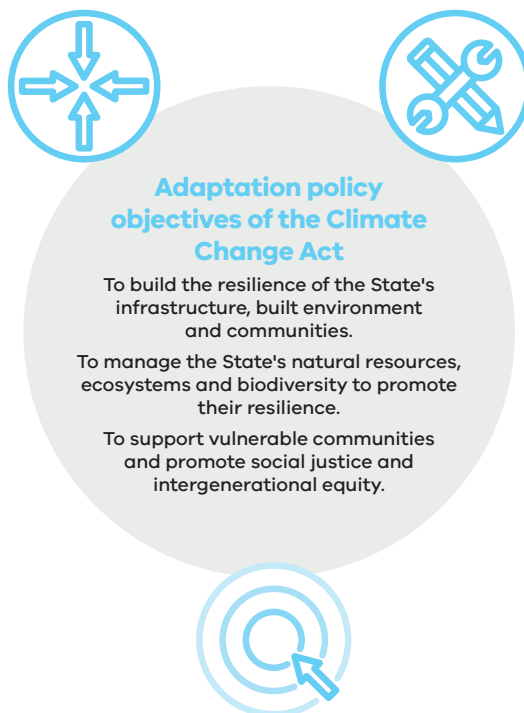 Adaptation policy
objectives of the Climate
Change Act
To build the resilience of the State's
infrastructure, built environment
and communities.
To manage the State's natural resources,
ecosystems and biodiversity to promote
their resilience.
To support vulnerable communities
and promote social justice and
intergenerational equity.